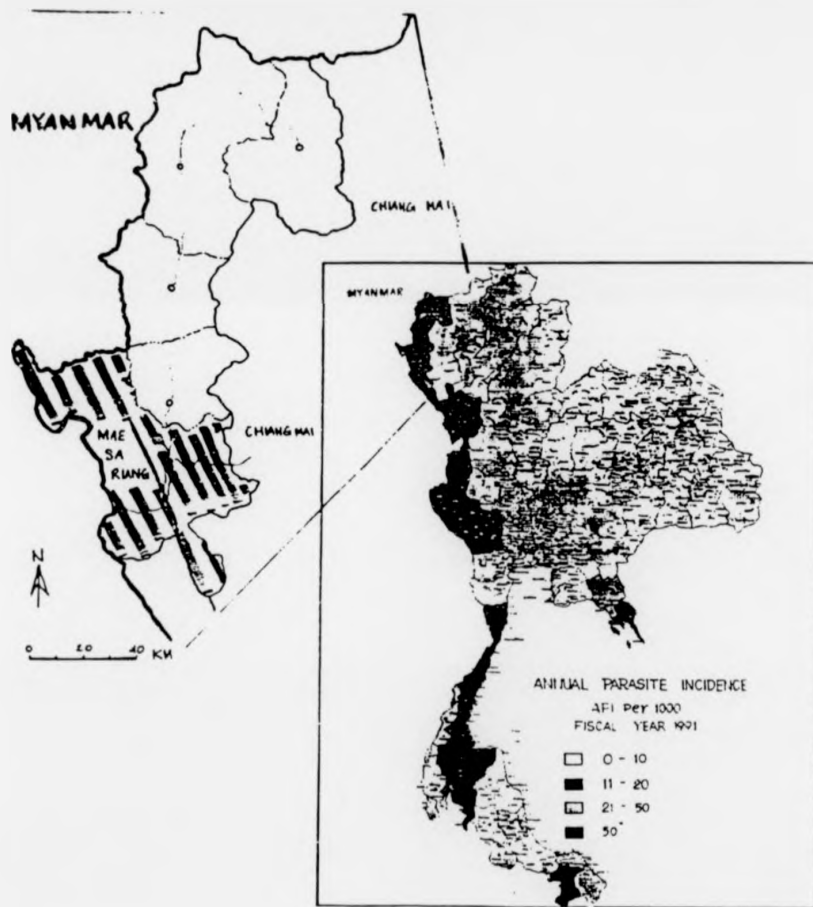 MYANMAR
CHIANG MAI
MYANMAR
CHIANG MAI
MAE
SA
RIANG
N
0 20 40
KM
ANNUAL PARASITE INCIDENCE
API Per 1000
FISCAL YEAR 1991
0 - 10
11 - 20
21 - 50
50+